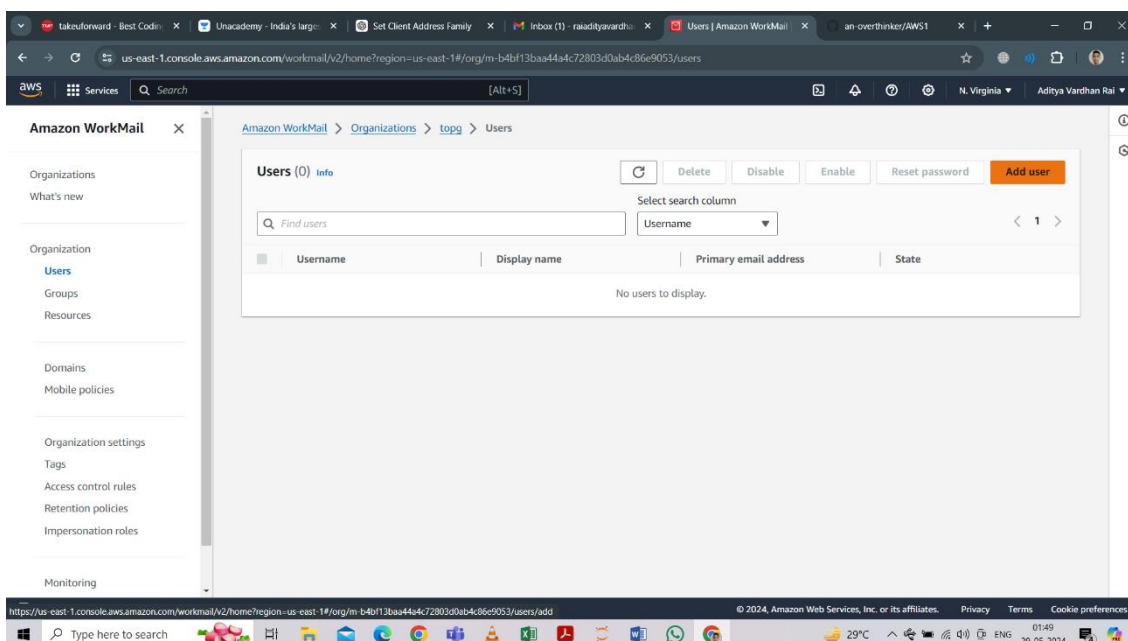 takeuforward - Best Codin
Unacademy - India's large
Set Client Address Family
Inbox (1) - raiadityavardha
Users | Amazon WorkMail
an-overthinker/AWS1
us-east-1.console.aws.amazon.com/workmail/v2/home?region=us-east-1#/org/m-b4bf13baa44a4c72803d0ab4c86e9053/users
aws Services Search [Alt+S] N. Virginia Aditya Vardhan Rai
Amazon WorkMail
Organizations
What's new
Organization
Users
Groups
Resources
Domains
Mobile policies
Organization settings
Tags
Access control rules
Retention policies
Impersonation roles
Monitoring
Amazon WorkMail > Organizations > topg > Users
Users (0) Info Delete Disable Enable Reset password Add user
Select search column
Find users Username 1
Username Display name Primary email address State
No users to display.
https://us-east-1.console.aws.amazon.com/workmail/v2/home?region=us-east-1#/org/m-b4bf13baa44a4c72803d0ab4c86e9053/users/add
© 2024, Amazon Web Services, Inc. or its affiliates. Privacy Terms Cookie preferences
Type here to search 29°C ENG 01:49
20-05-2024